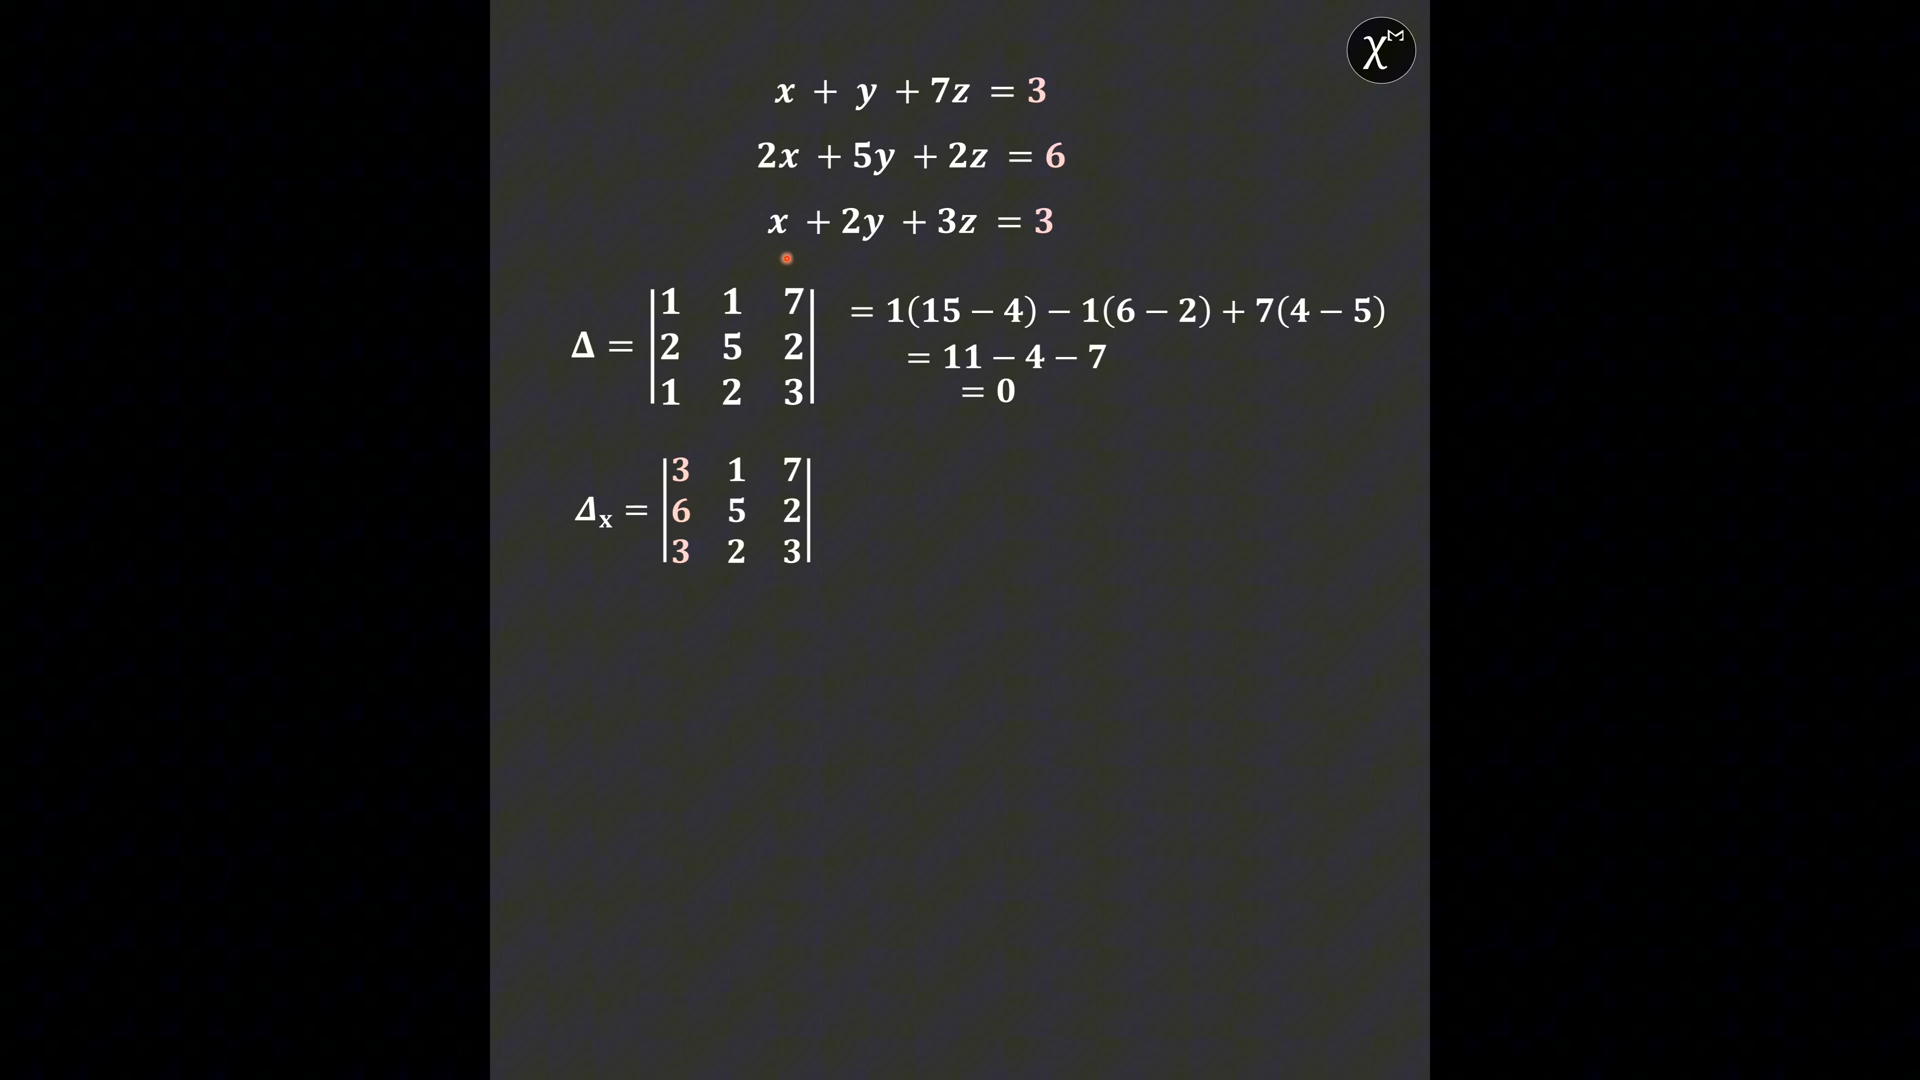 χᴹ
x + y + 7z = 3
2x + 5y + 2z = 6
x + 2y + 3z = 3
Δ = |1 1 7| = 1(15 − 4) − 1(6 − 2) + 7(4 − 5)
|2 5 2| = 11 − 4 − 7
|1 2 3| = 0
Δx = |3 1 7|
|6 5 2|
|3 2 3|